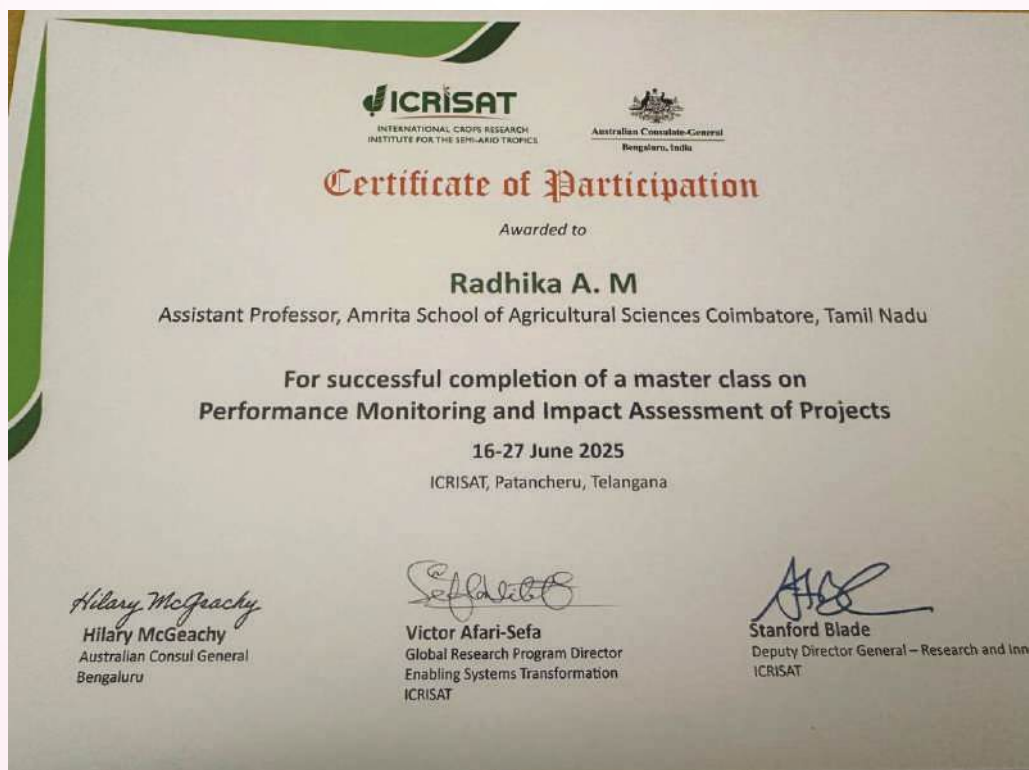 ICRISAT
INTERNATIONAL CROPS RESEARCH
INSTITUTE FOR THE SEMI-ARID TROPICS
Australian Consulate-General
Bengaluru, India
Certificate of Participation
Awarded to
Radhika A. M
Assistant Professor, Amrita School of Agricultural Sciences Coimbatore, Tamil Nadu
For successful completion of a master class on
Performance Monitoring and Impact Assessment of Projects
16-27 June 2025
ICRISAT, Patancheru, Telangana
Hilary McGeachy
Hilary McGeachy
Australian Consul General
Bengaluru
Victor Afari-Sefa
Global Research Program Director
Enabling Systems Transformation
ICRISAT
Stanford Blade
Deputy Director General – Research and Inn
ICRISAT